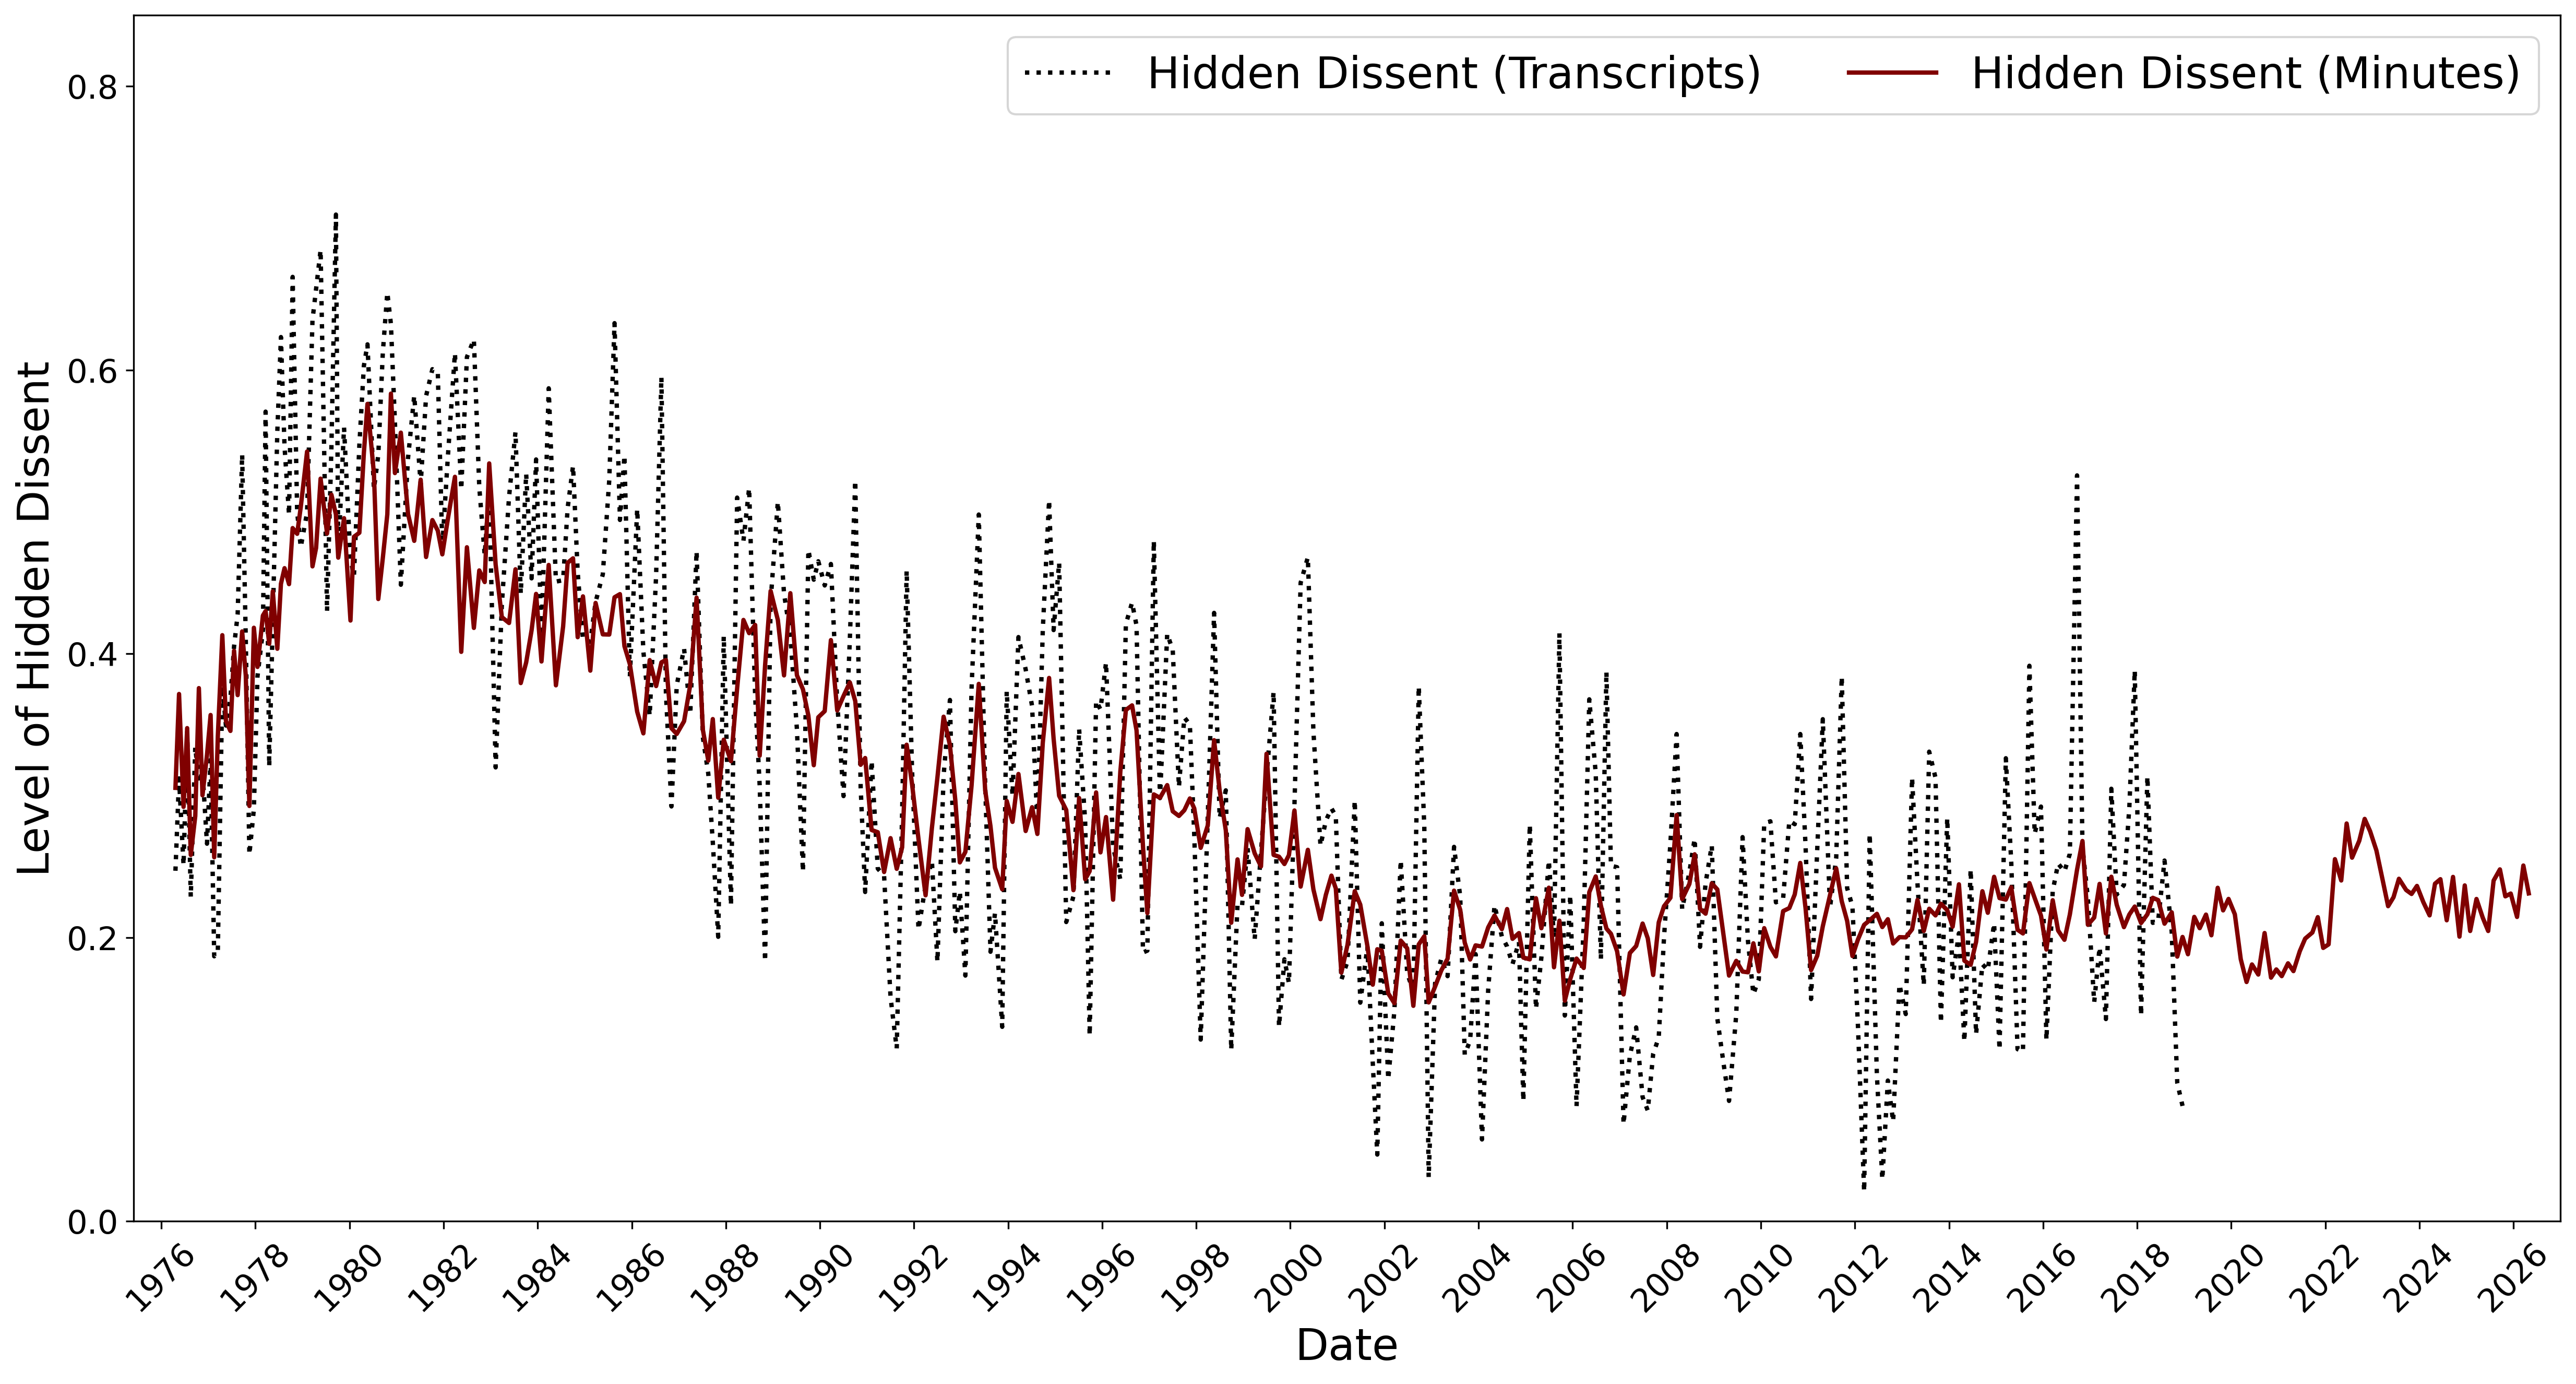 Hidden Dissent (Transcripts) Hidden Dissent (Minutes)
Level of Hidden Dissent
0.8
0.6
0.4
0.2
0.0
1976 1978 1980 1982 1984 1986 1988 1990 1992 1994 1996 1998 2000 2002 2004 2006 2008 2010 2012 2014 2016 2018 2020 2022 2024 2026
Date